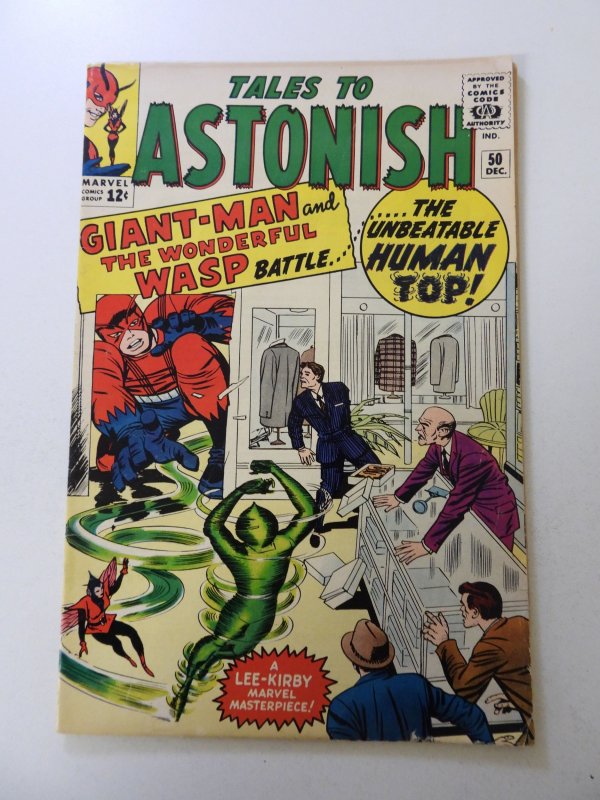 TALES TO
ASTONISH
APPROVED
BY THE
COMICS
CODE
CA
AUTHORITY
IND.
50
DEC.
MARVEL
COMICS
GROUP 12¢
GIANT-MAN and
THE WONDERFUL
WASP BATTLE....
.....THE
UNBEATABLE
HUMAN
TOP!
A
LEE-KIRBY
MARVEL
MASTERPIECE!